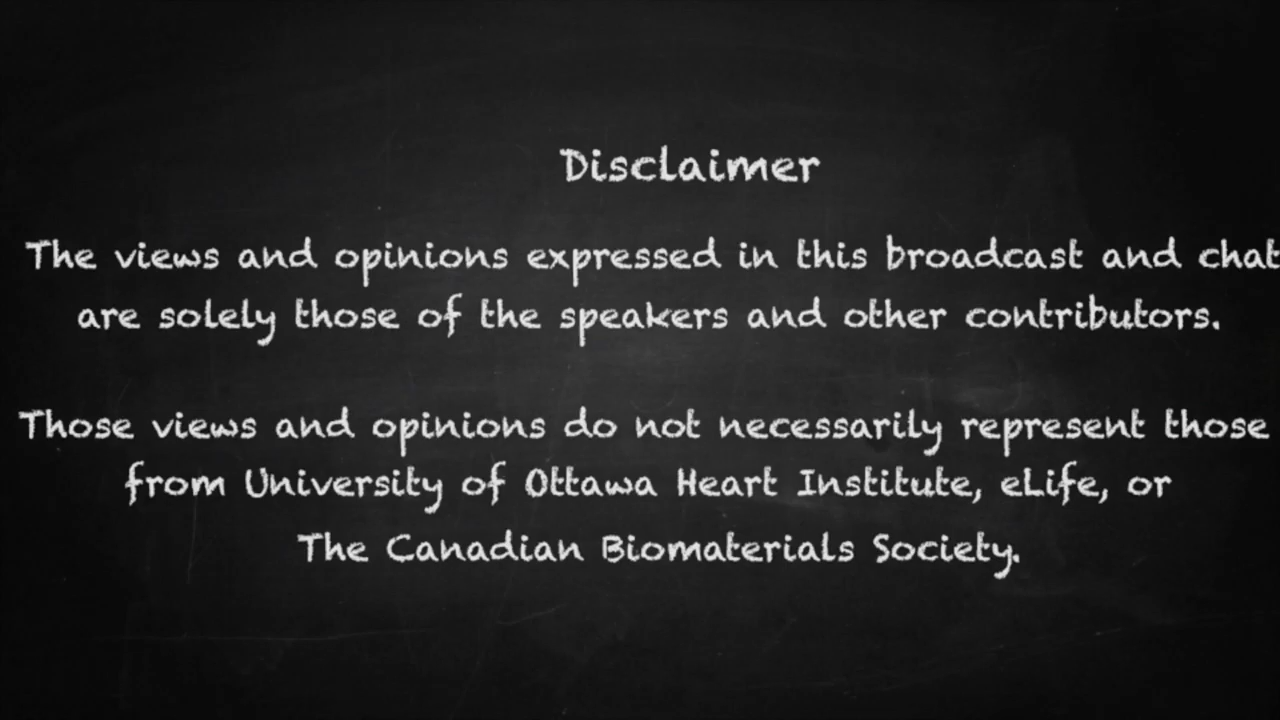 Disclaimer
The views and opinions expressed in this broadcast and chat
are solely those of the speakers and other contributors.
Those views and opinions do not necessarily represent those
from University of Ottawa Heart Institute, eLife, or
The Canadian Biomaterials Society.